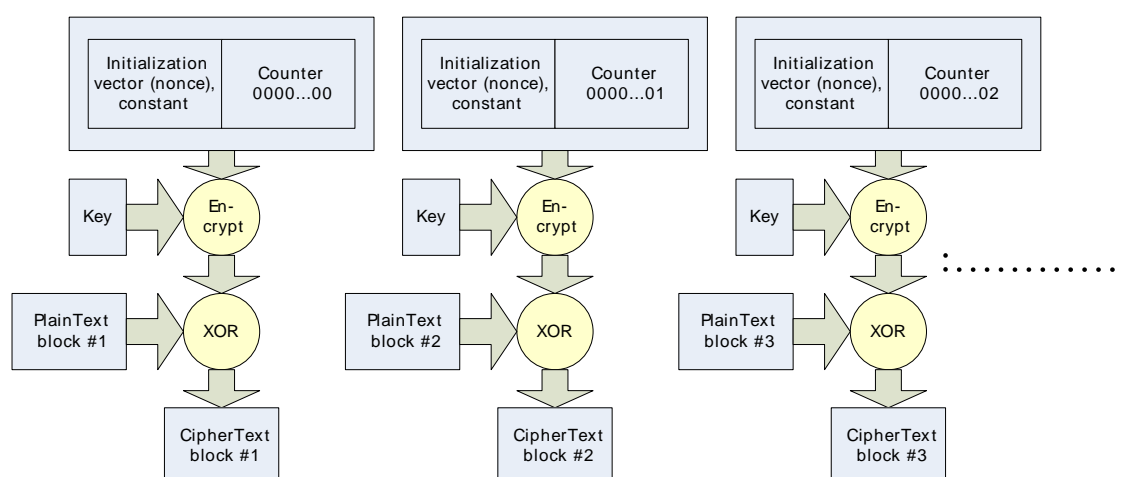 Initialization
vector (nonce),
constant
Counter
0000...00
Key
En-
crypt
PlainText
block #1
XOR
CipherText
block #1
Initialization
vector (nonce),
constant
Counter
0000...01
Key
En-
crypt
PlainText
block #2
XOR
CipherText
block #2
Initialization
vector (nonce),
constant
Counter
0000...02
Key
En-
crypt
PlainText
block #3
XOR
CipherText
block #3